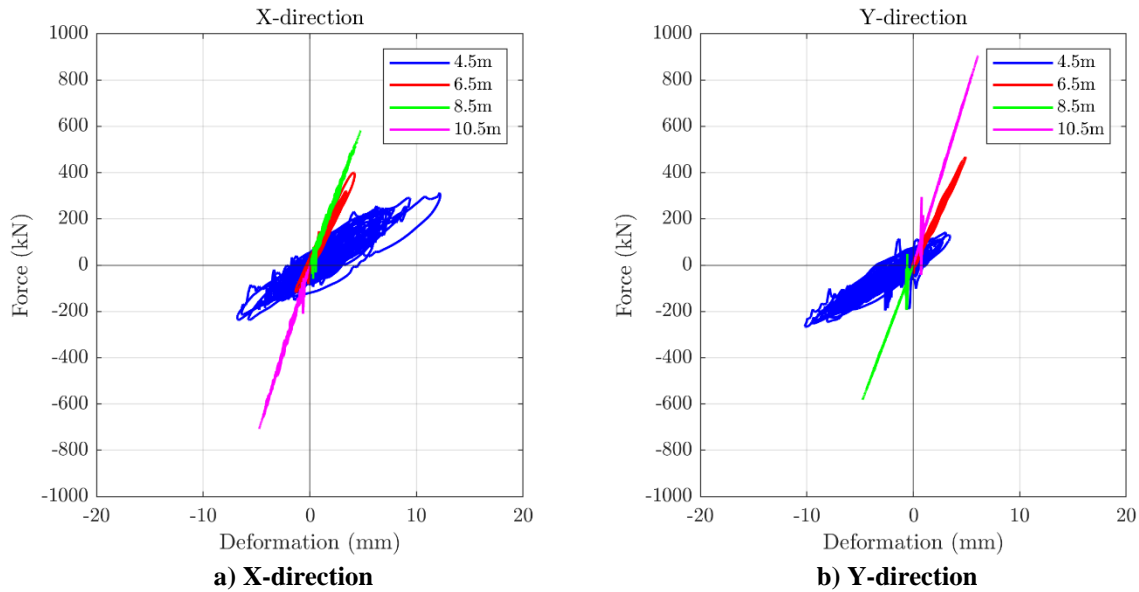 X-direction
1000
800
600
400
200
0
-200
-400
-600
-800
-1000
-20
-10
0
10
20
Force (kN)
Deformation (mm)
4.5m
6.5m
8.5m
10.5m
a) X-direction
Y-direction
1000
800
600
400
200
0
-200
-400
-600
-800
-1000
-20
-10
0
10
20
Force (kN)
Deformation (mm)
4.5m
6.5m
8.5m
10.5m
b) Y-direction